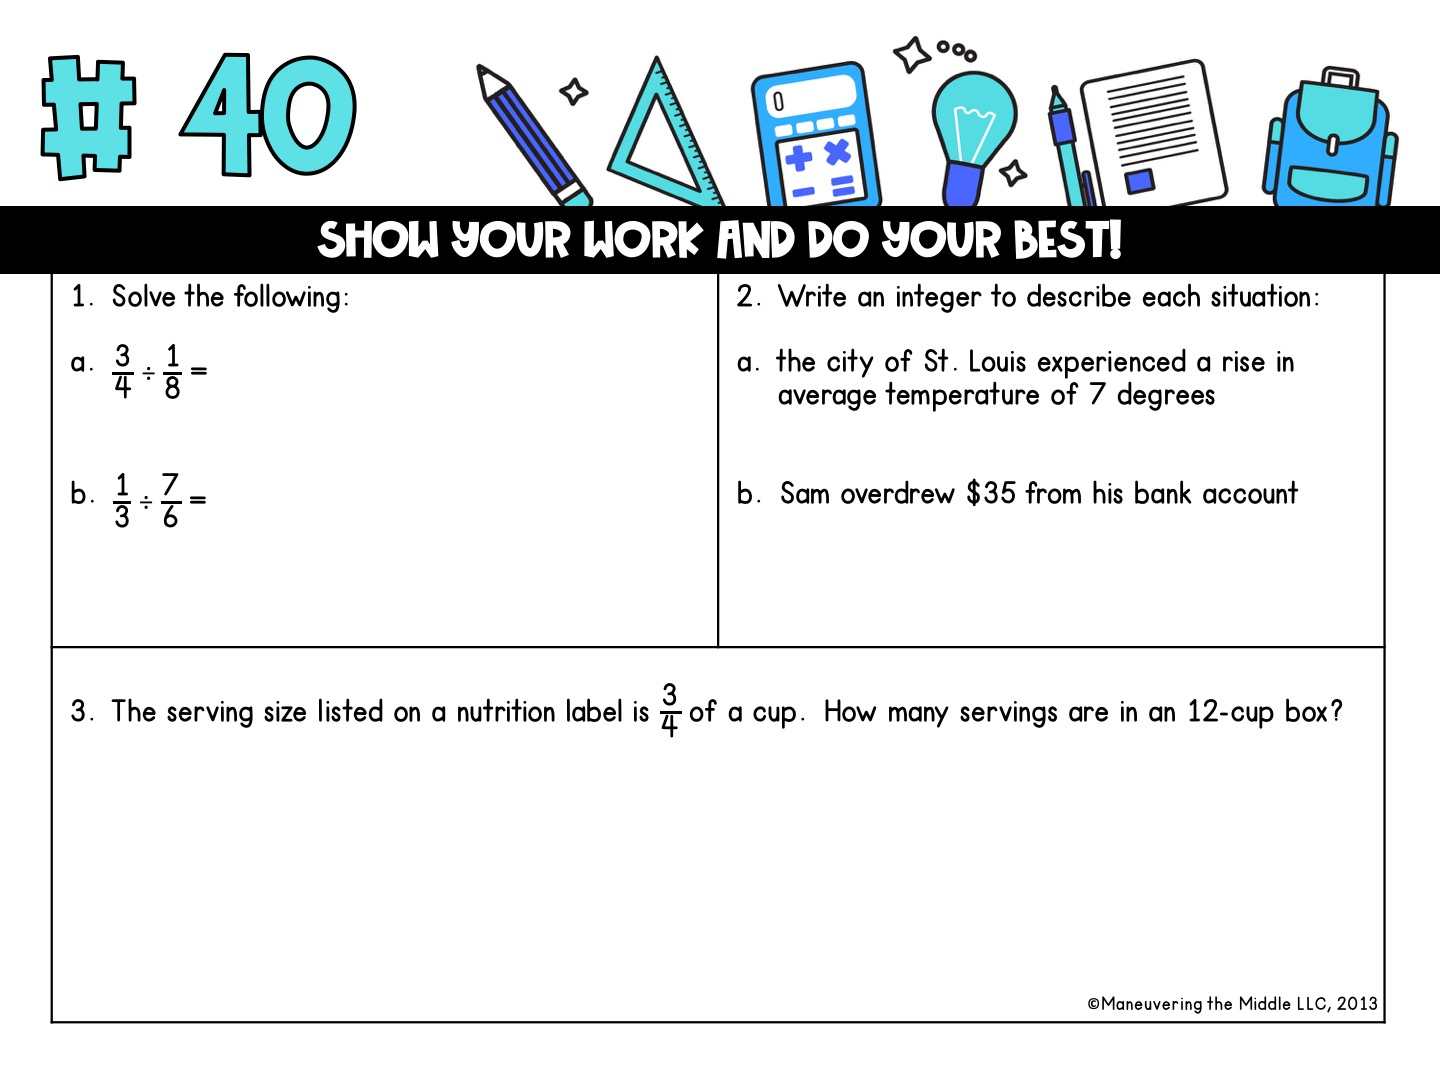 # 40
0
SHOW YOUR WORK AND DO YOUR BEST!
1. Solve the following:
a. 3/4 ÷ 1/8 =
b. 1/3 ÷ 7/6 =
2. Write an integer to describe each situation:
a. the city of St. Louis experienced a rise in
average temperature of 7 degrees
b. Sam overdrew $35 from his bank account
3. The serving size listed on a nutrition label is 3/4 of a cup. How many servings are in an 12-cup box?
©Maneuvering the Middle LLC, 2013